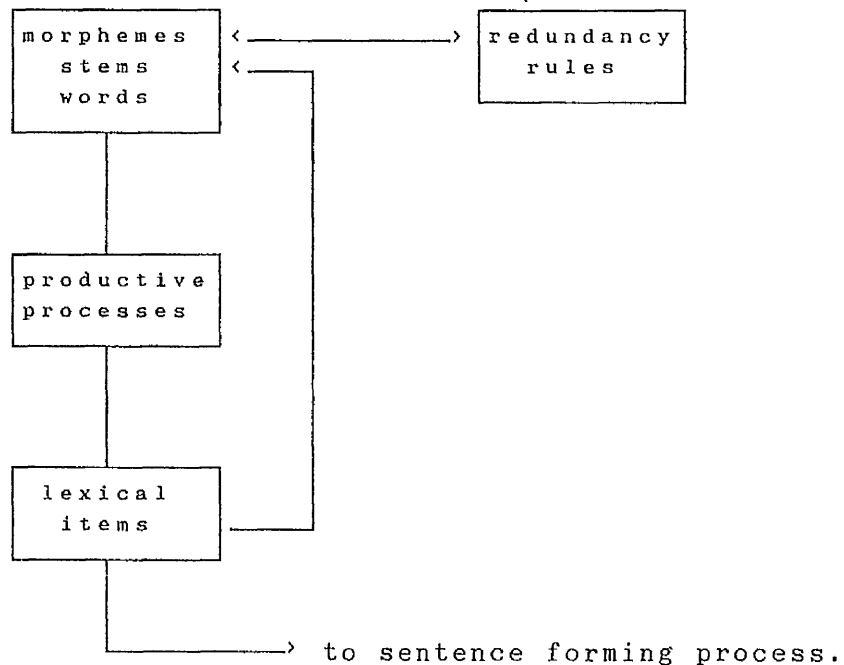 morphemes
stems
words
redundancy
rules
productive
processes
lexical
items
to sentence forming process.